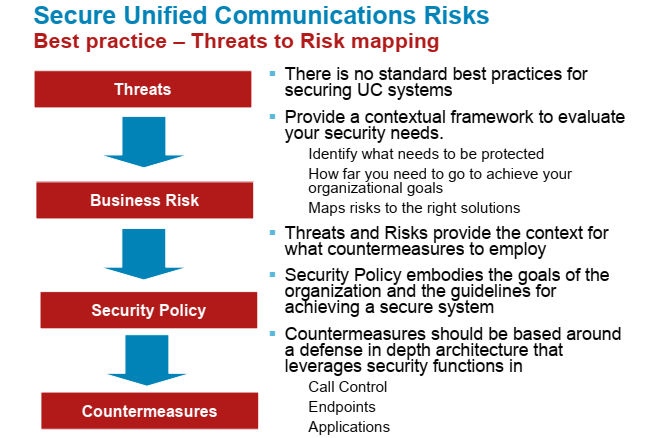 Secure Unified Communications Risks
Best practice – Threats to Risk mapping
Threats
Business Risk
Security Policy
Countermeasures
There is no standard best practices for
securing UC systems
Provide a contextual framework to evaluate
your security needs.
Identify what needs to be protected
How far you need to go to achieve your
organizational goals
Maps risks to the right solutions
Threats and Risks provide the context for
what countermeasures to employ
Security Policy embodies the goals of the
organization and the guidelines for
achieving a secure system
Countermeasures should be based around
a defense in depth architecture that
leverages security functions in
Call Control
Endpoints
Applications